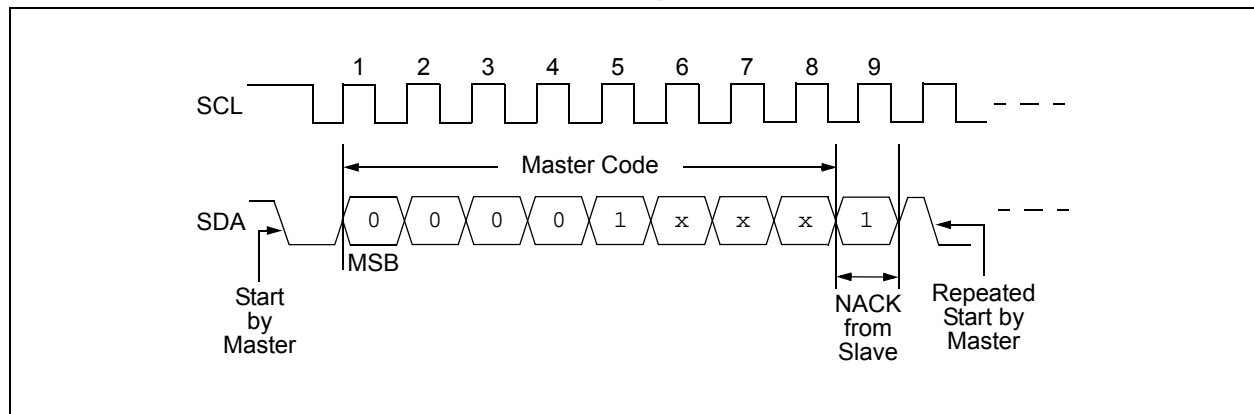 1 2 3 4 5 6 7 8 9
SCL
Master Code
SDA 0 0 0 0 1 x x x 1
MSB
Start
by
Master
NACK
from
Slave
Repeated
Start by
Master